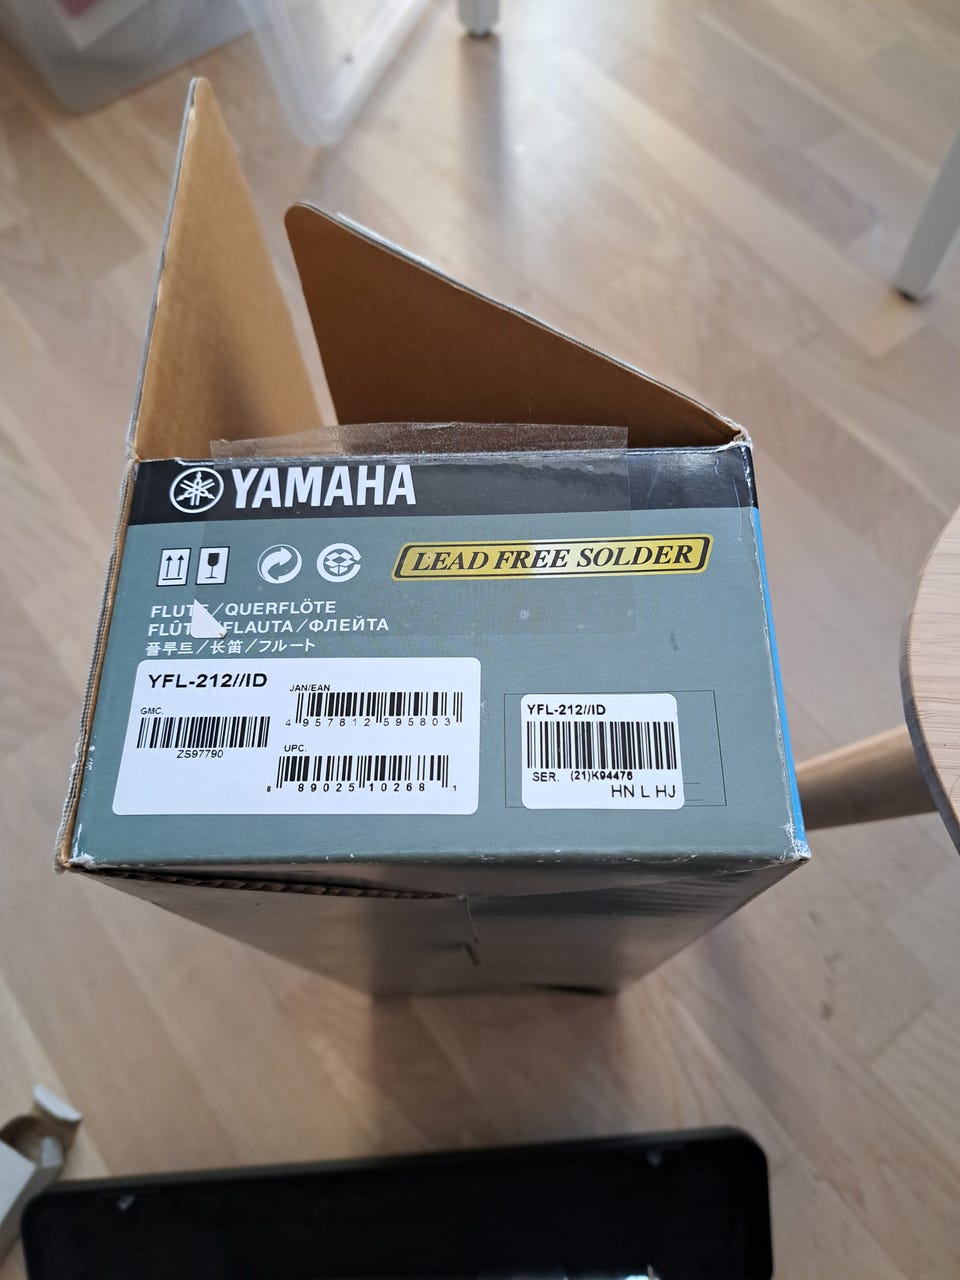 YAMAHA
LEAD FREE SOLDER
FLUTE/QUERFLÖTE
FLÛT /FLAUTA/ФЛЕЙТА
플루트/长笛/フルート
YFL-212//ID
GMC.
ZS97790
JAN/EAN
4 957812 595803
UPC.
8 89025 10268 1
YFL-212//ID
SER. (21)K94476
HN L HJ